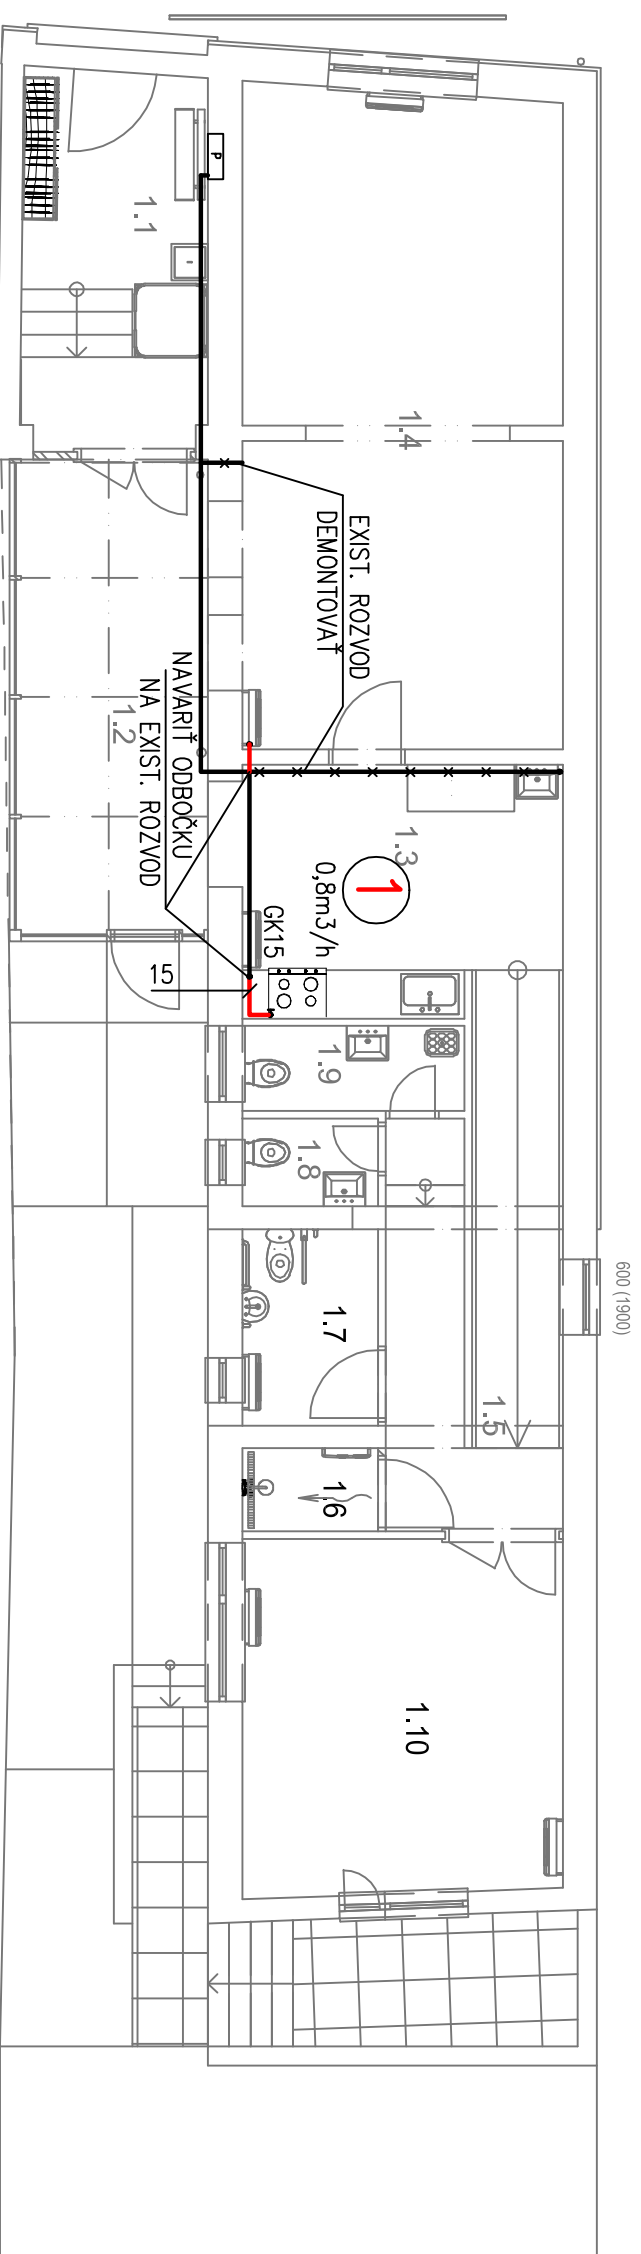 P
1.1
1.4
EXIST. ROZVOD
DEMONTOVAŤ
NAVARIŤ ODBOČKU
NA EXIST. ROZVOD
1.2
1.3
1
0,8m3/h
GK15
15
1.9
1.8
600 (1900)
1.7
1.5
1.6
1.10